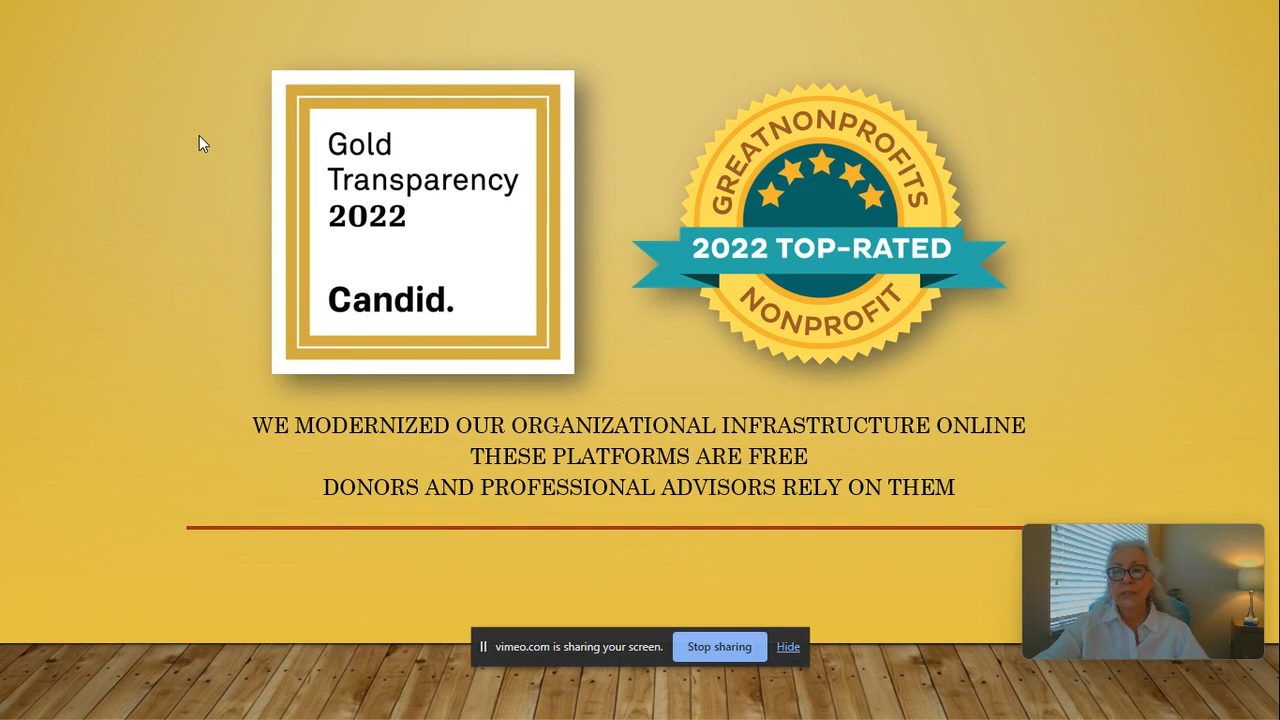 Gold
Transparency
2022
Candid.
GREATNONPROFITS
2022 TOP-RATED
NONPROFIT
WE MODERNIZED OUR ORGANIZATIONAL INFRASTRUCTURE ONLINE
THESE PLATFORMS ARE FREE
DONORS AND PROFESSIONAL ADVISORS RELY ON THEM
vimeo.com is sharing your screen. Stop sharing Hide